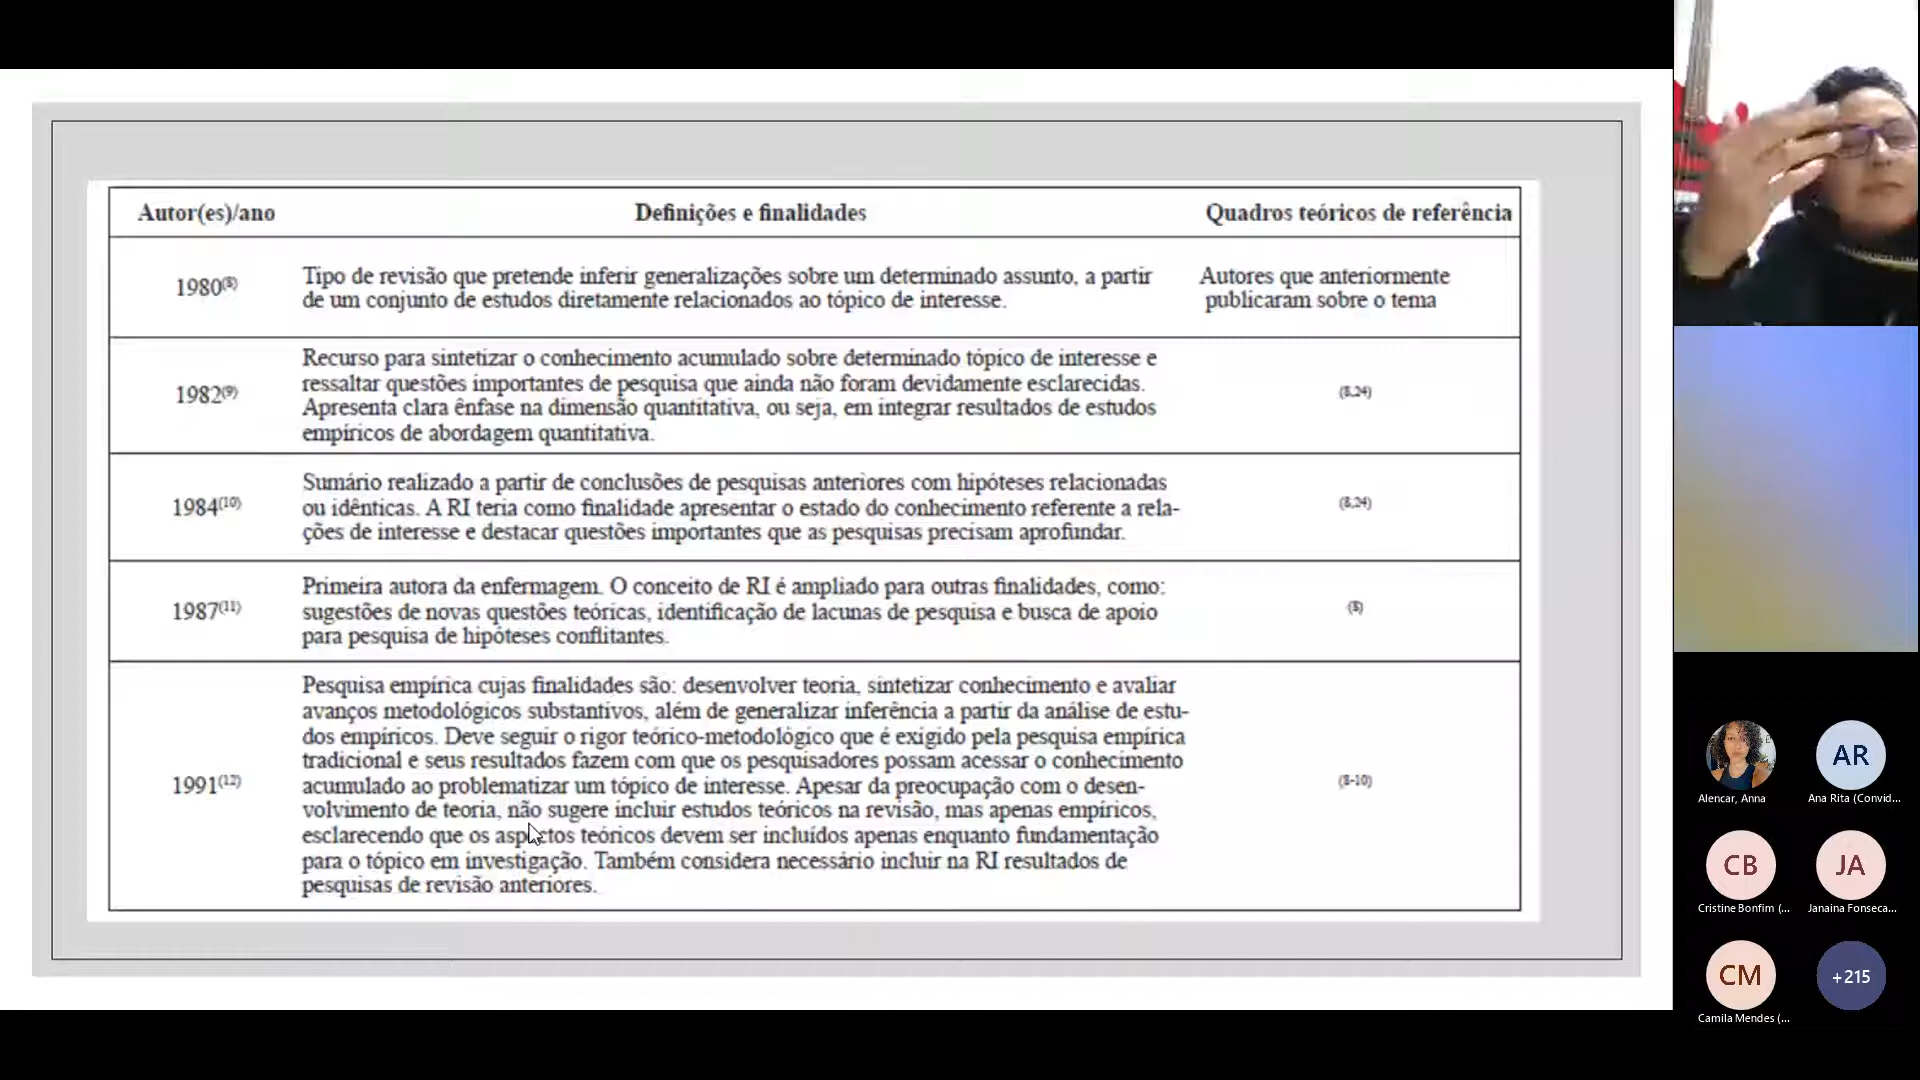 Autor(es)/ano
Definições e finalidades
Quadros teóricos de referência
1980(8)
Tipo de revisão que pretende inferir generalizações sobre um determinado assunto, a partir
de um conjunto de estudos diretamente relacionados ao tópico de interesse.
Autores que anteriormente
publicaram sobre o tema
1982(9)
Recurso para sintetizar o conhecimento acumulado sobre determinado tópico de interesse e
ressaltar questões importantes de pesquisa que ainda não foram devidamente esclarecidas.
Apresenta clara ênfase na dimensão quantitativa, ou seja, em integrar resultados de estudos
empíricos de abordagem quantitativa.
(8,24)
1984(10)
Sumário realizado a partir de conclusões de pesquisas anteriores com hipóteses relacionadas
ou idênticas. A RI teria como finalidade apresentar o estado do conhecimento referente a rela-
ções de interesse e destacar questões importantes que as pesquisas precisam aprofundar.
(8,24)
1987(11)
Primeira autora da enfermagem. O conceito de RI é ampliado para outras finalidades, como:
sugestões de novas questões teóricas, identificação de lacunas de pesquisa e busca de apoio
para pesquisa de hipóteses conflitantes.
(8)
1991(12)
Pesquisa empírica cujas finalidades são: desenvolver teoria, sintetizar conhecimento e avaliar
avanços metodológicos substantivos, além de generalizar inferência a partir da análise de estu-
dos empíricos. Deve seguir o rigor teórico-metodológico que é exigido pela pesquisa empírica
tradicional e seus resultados fazem com que os pesquisadores possam acessar o conhecimento
acumulado ao problematizar um tópico de interesse. Apesar da preocupação com o desen-
volvimento de teoria, não sugere incluir estudos teóricos na revisão, mas apenas empíricos,
esclarecendo que os aspectos teóricos devem ser incluídos apenas enquanto fundamentação
para o tópico em investigação. Também considera necessário incluir na RI resultados de
pesquisas de revisão anteriores.
(8-10)
Alencar, Anna
AR
Ana Rita (Convid...
CB
Cristine Bonfim (...
JA
Janaina Fonseca...
CM
Camila Mendes (...
+215